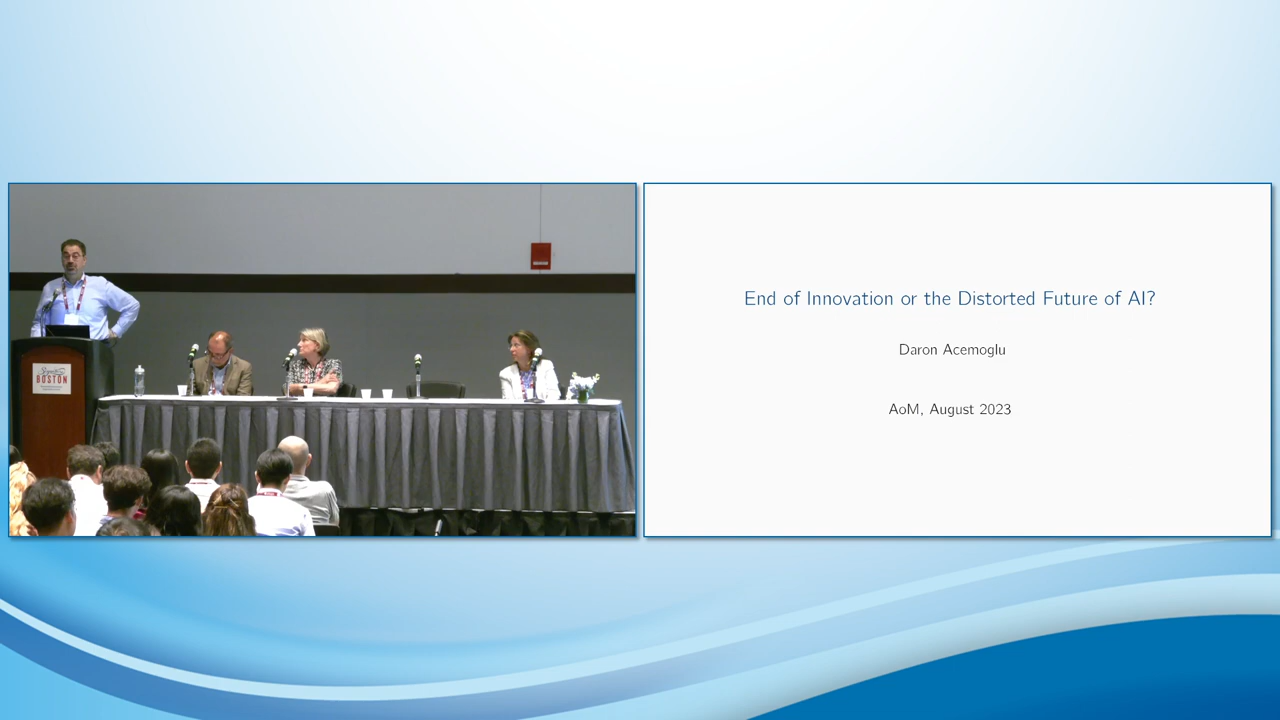 BOSTON
End of Innovation or the Distorted Future of AI?
Daron Acemoglu
AoM, August 2023